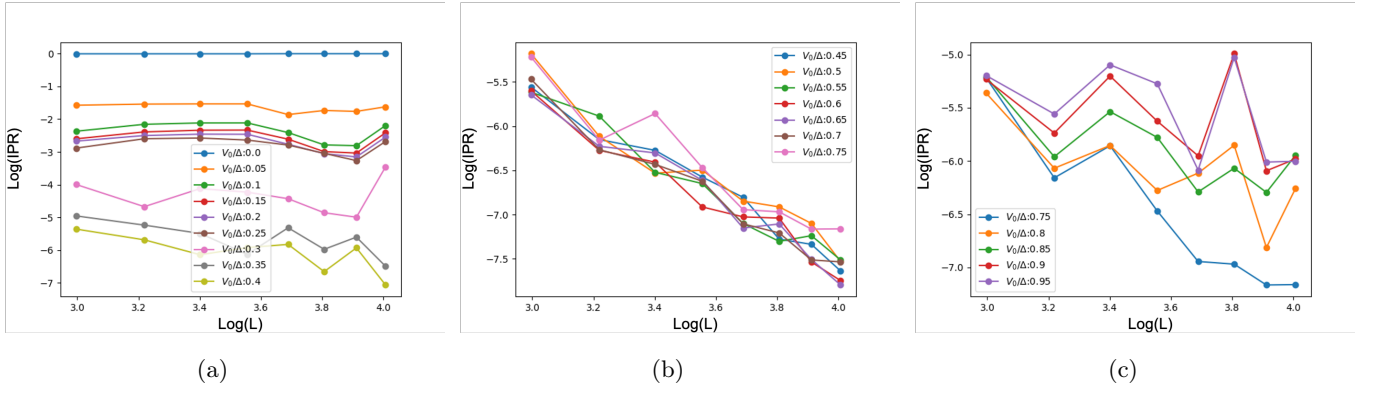 0
−1
−2
−3
−4
−5
−6
−7
Log(IPR)
3.0 3.2 3.4 3.6 3.8 4.0
Log(L)
V₀/Δ:0.0
V₀/Δ:0.05
V₀/Δ:0.1
V₀/Δ:0.15
V₀/Δ:0.2
V₀/Δ:0.25
V₀/Δ:0.3
V₀/Δ:0.35
V₀/Δ:0.4
(a)
−5.5
−6.0
−6.5
−7.0
−7.5
Log(IPR)
3.0 3.2 3.4 3.6 3.8 4.0
Log(L)
V₀/Δ:0.45
V₀/Δ:0.5
V₀/Δ:0.55
V₀/Δ:0.6
V₀/Δ:0.65
V₀/Δ:0.7
V₀/Δ:0.75
(b)
−5.0
−5.5
−6.0
−6.5
−7.0
Log(IPR)
3.0 3.2 3.4 3.6 3.8 4.0
Log(L)
V₀/Δ:0.75
V₀/Δ:0.8
V₀/Δ:0.85
V₀/Δ:0.9
V₀/Δ:0.95
(c)